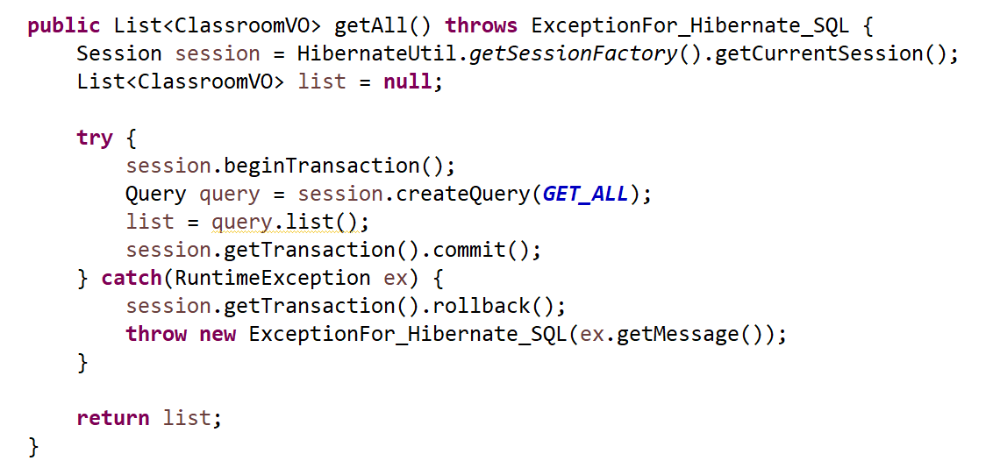 public List<ClassroomVO> getAll() throws ExceptionFor_Hibernate_SQL {
    Session session = HibernateUtil.getSessionFactory().getCurrentSession();
    List<ClassroomVO> list = null;

    try {
        session.beginTransaction();
        Query query = session.createQuery(GET_ALL);
        list = query.list();
        session.getTransaction().commit();
    } catch(RuntimeException ex) {
        session.getTransaction().rollback();
        throw new ExceptionFor_Hibernate_SQL(ex.getMessage());
    }

    return list;
}